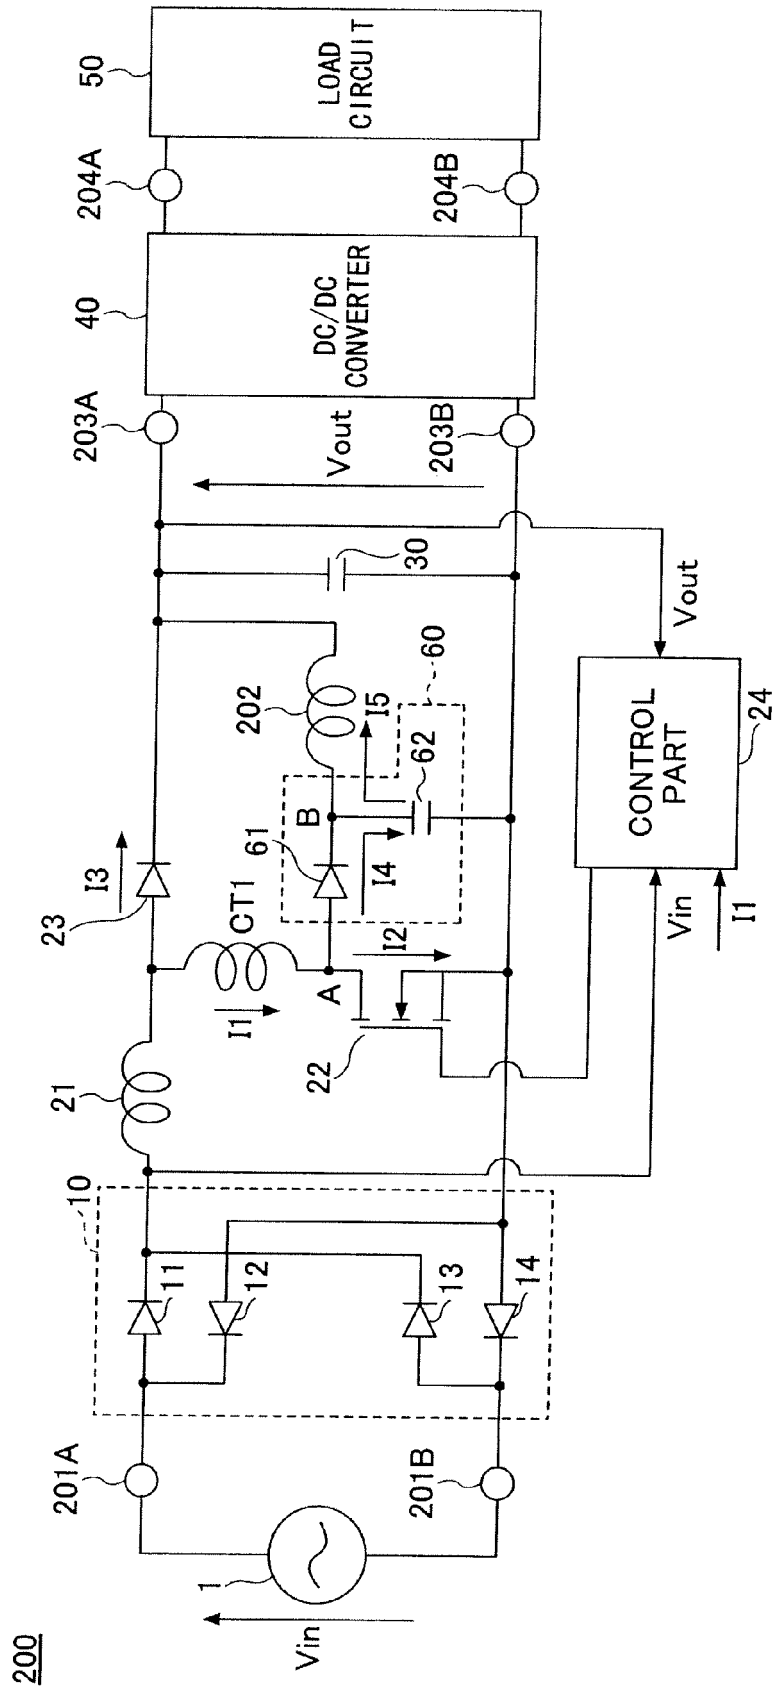 200
Vin
1
201A
201B
10
11
12
13
14
21
I1
CT1
23
I3
A
22
I2
B
61
I4
I5
62
60
202
30
Vout
203A
203B
40
DC/DC
CONVERTER
204A
204B
50
LOAD
CIRCUIT
Vin
I1
CONTROL
PART
24
Vout